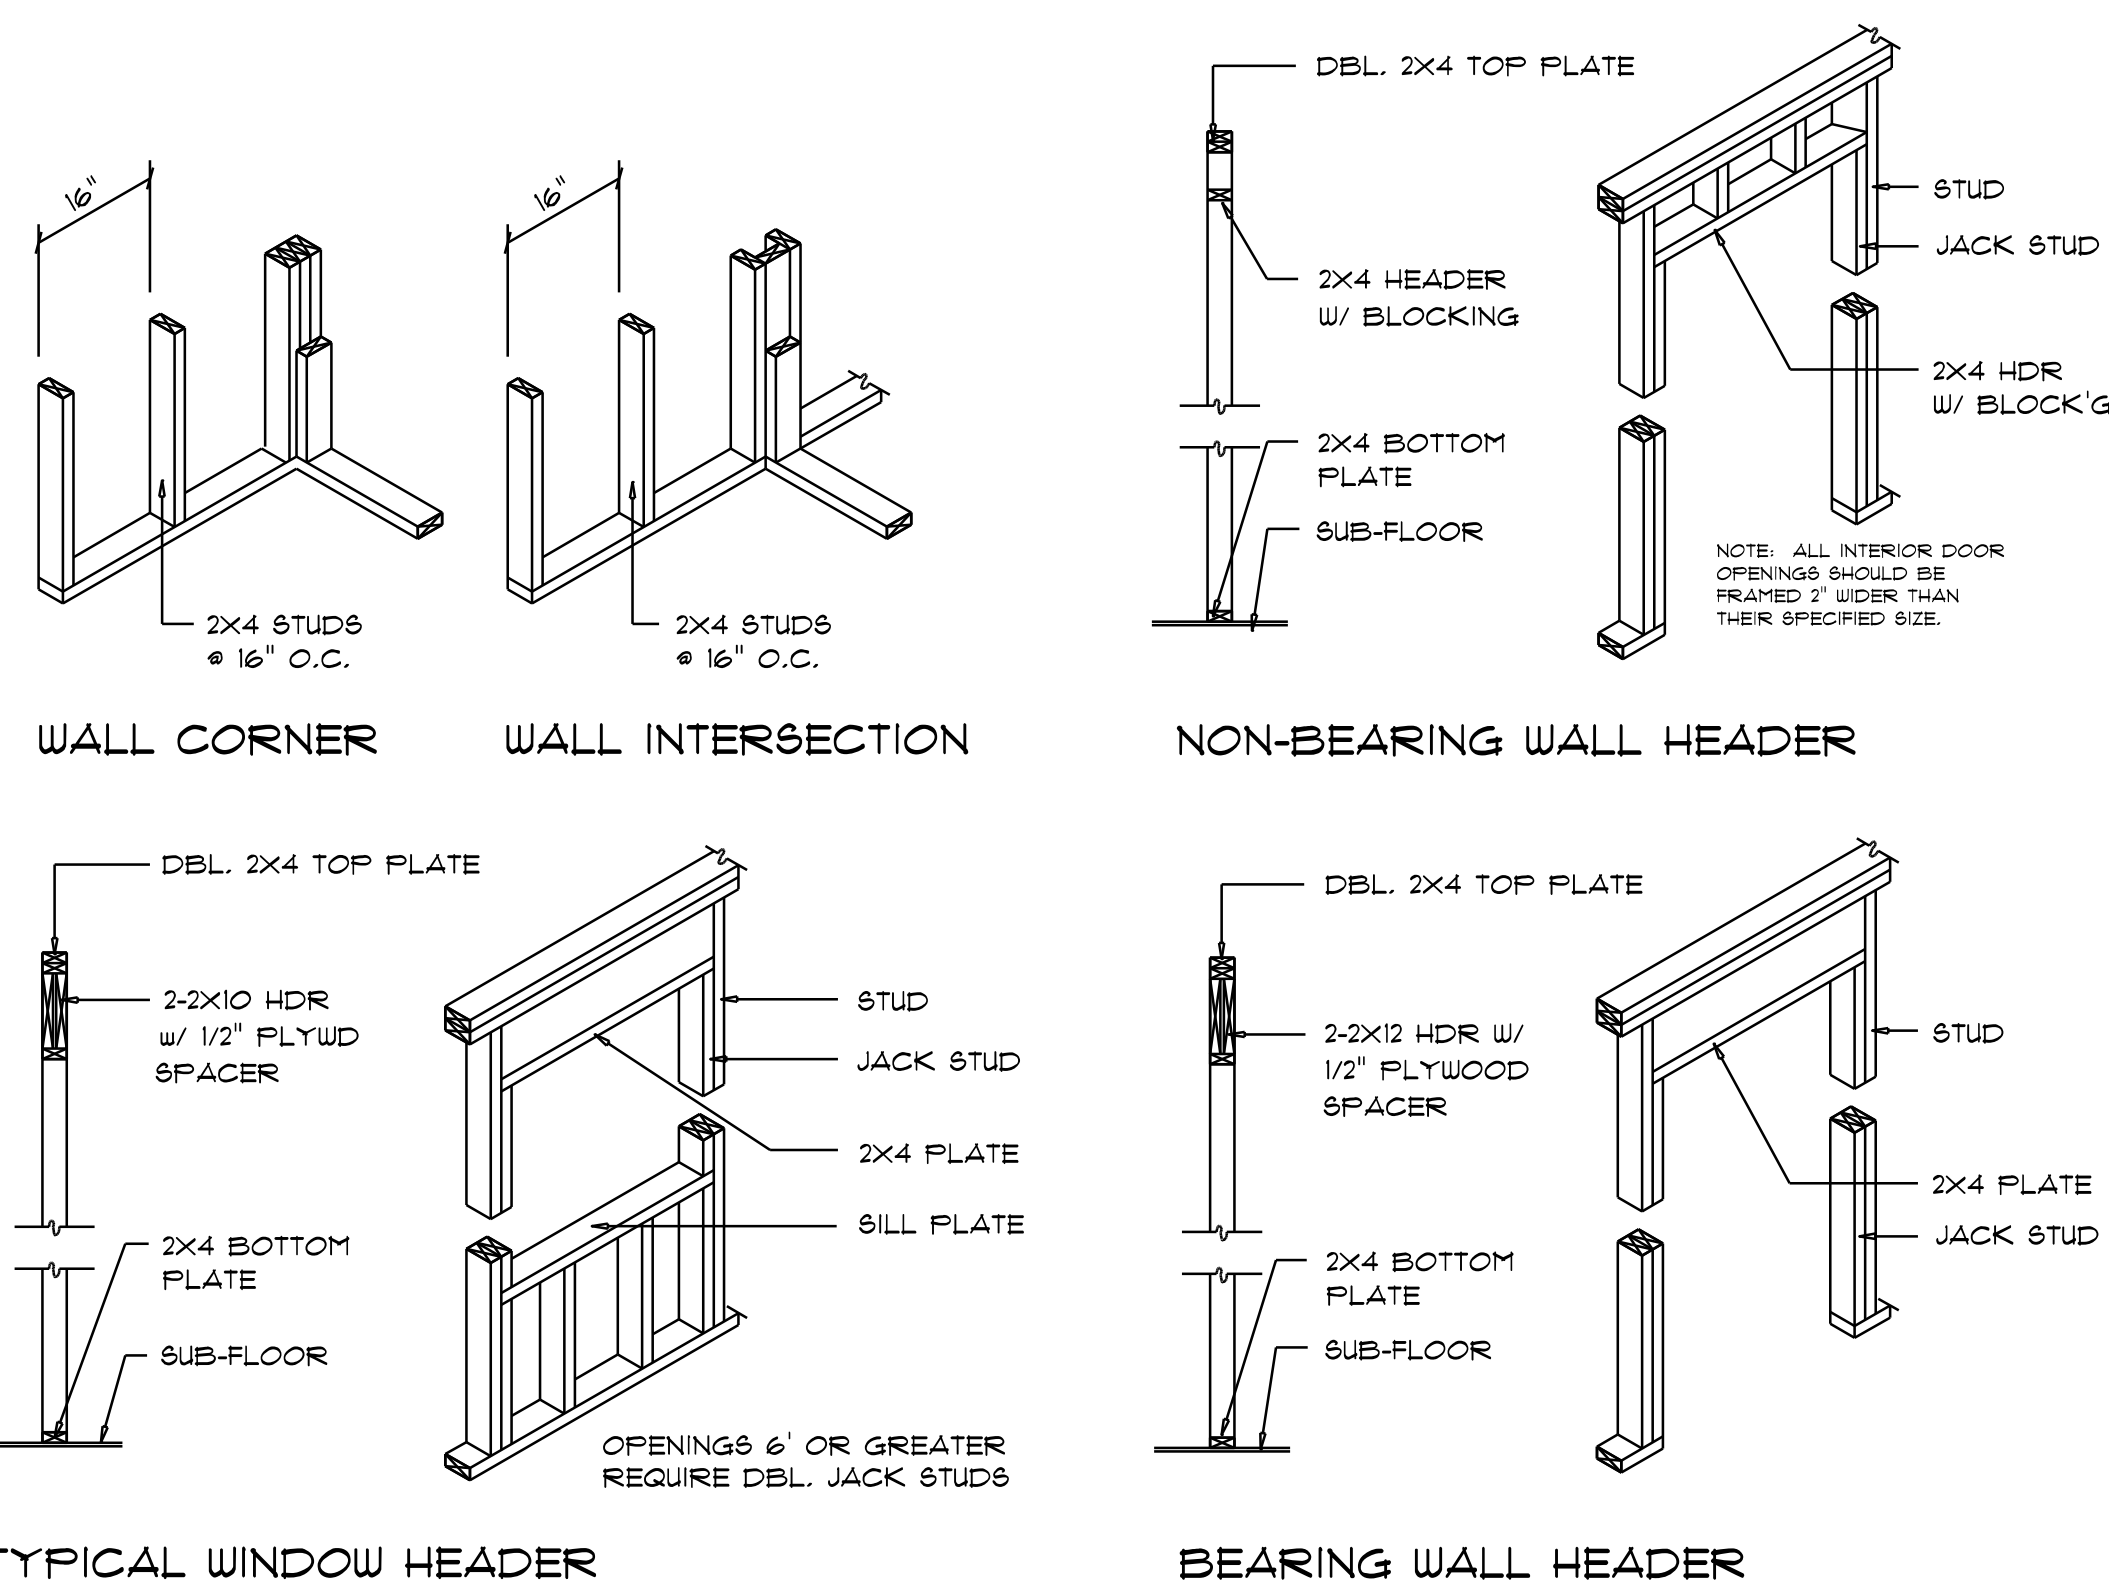 16"
2X4 STUDS
@ 16" O.C.
WALL CORNER
16"
2X4 STUDS
@ 16" O.C.
WALL INTERSECTION
DBL. 2X4 TOP PLATE
2X4 HEADER
W/ BLOCKING
2X4 BOTTOM
PLATE
SUB-FLOOR
STUD
JACK STUD
2X4 HDR
W/ BLOCK'G
NOTE: ALL INTERIOR DOOR
OPENINGS SHOULD BE
FRAMED 2" WIDER THAN
THEIR SPECIFIED SIZE.
NON-BEARING WALL HEADER
DBL. 2X4 TOP PLATE
2-2X10 HDR
W/ 1/2" PLYWD
SPACER
2X4 BOTTOM
PLATE
SUB-FLOOR
STUD
JACK STUD
2X4 PLATE
SILL PLATE
OPENINGS 6' OR GREATER
REQUIRE DBL. JACK STUDS
TYPICAL WINDOW HEADER
DBL. 2X4 TOP PLATE
2-2X12 HDR W/
1/2" PLYWOOD
SPACER
2X4 BOTTOM
PLATE
SUB-FLOOR
STUD
2X4 PLATE
JACK STUD
BEARING WALL HEADER